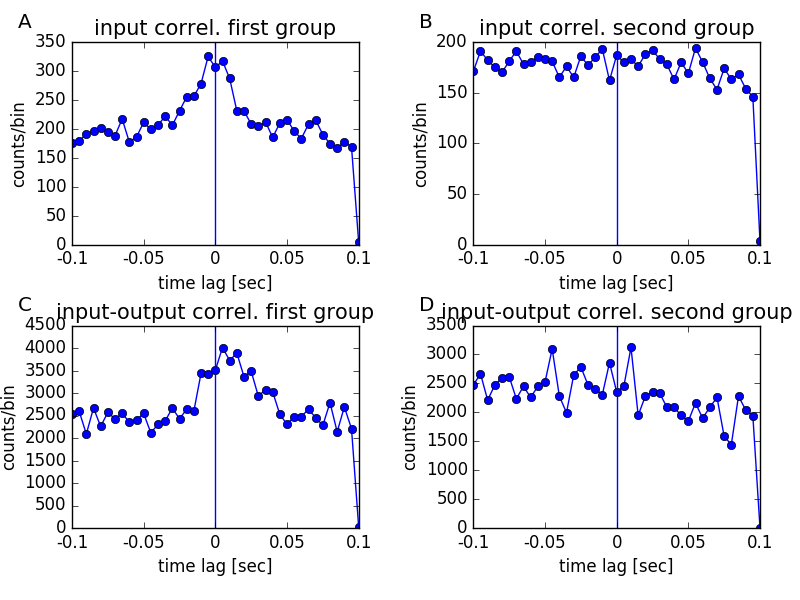 A
input correl. first group
350
300
250
200
150
100
50
0
counts/bin
-0.1 -0.05 0 0.05 0.1
time lag [sec]
B
input correl. second group
200
150
100
50
0
counts/bin
-0.1 -0.05 0 0.05 0.1
time lag [sec]
C
input-output correl. first group
4500
4000
3500
3000
2500
2000
1500
1000
500
0
counts/bin
-0.1 -0.05 0 0.05 0.1
time lag [sec]
D
input-output correl. second group
3500
3000
2500
2000
1500
1000
500
0
counts/bin
-0.1 -0.05 0 0.05 0.1
time lag [sec]